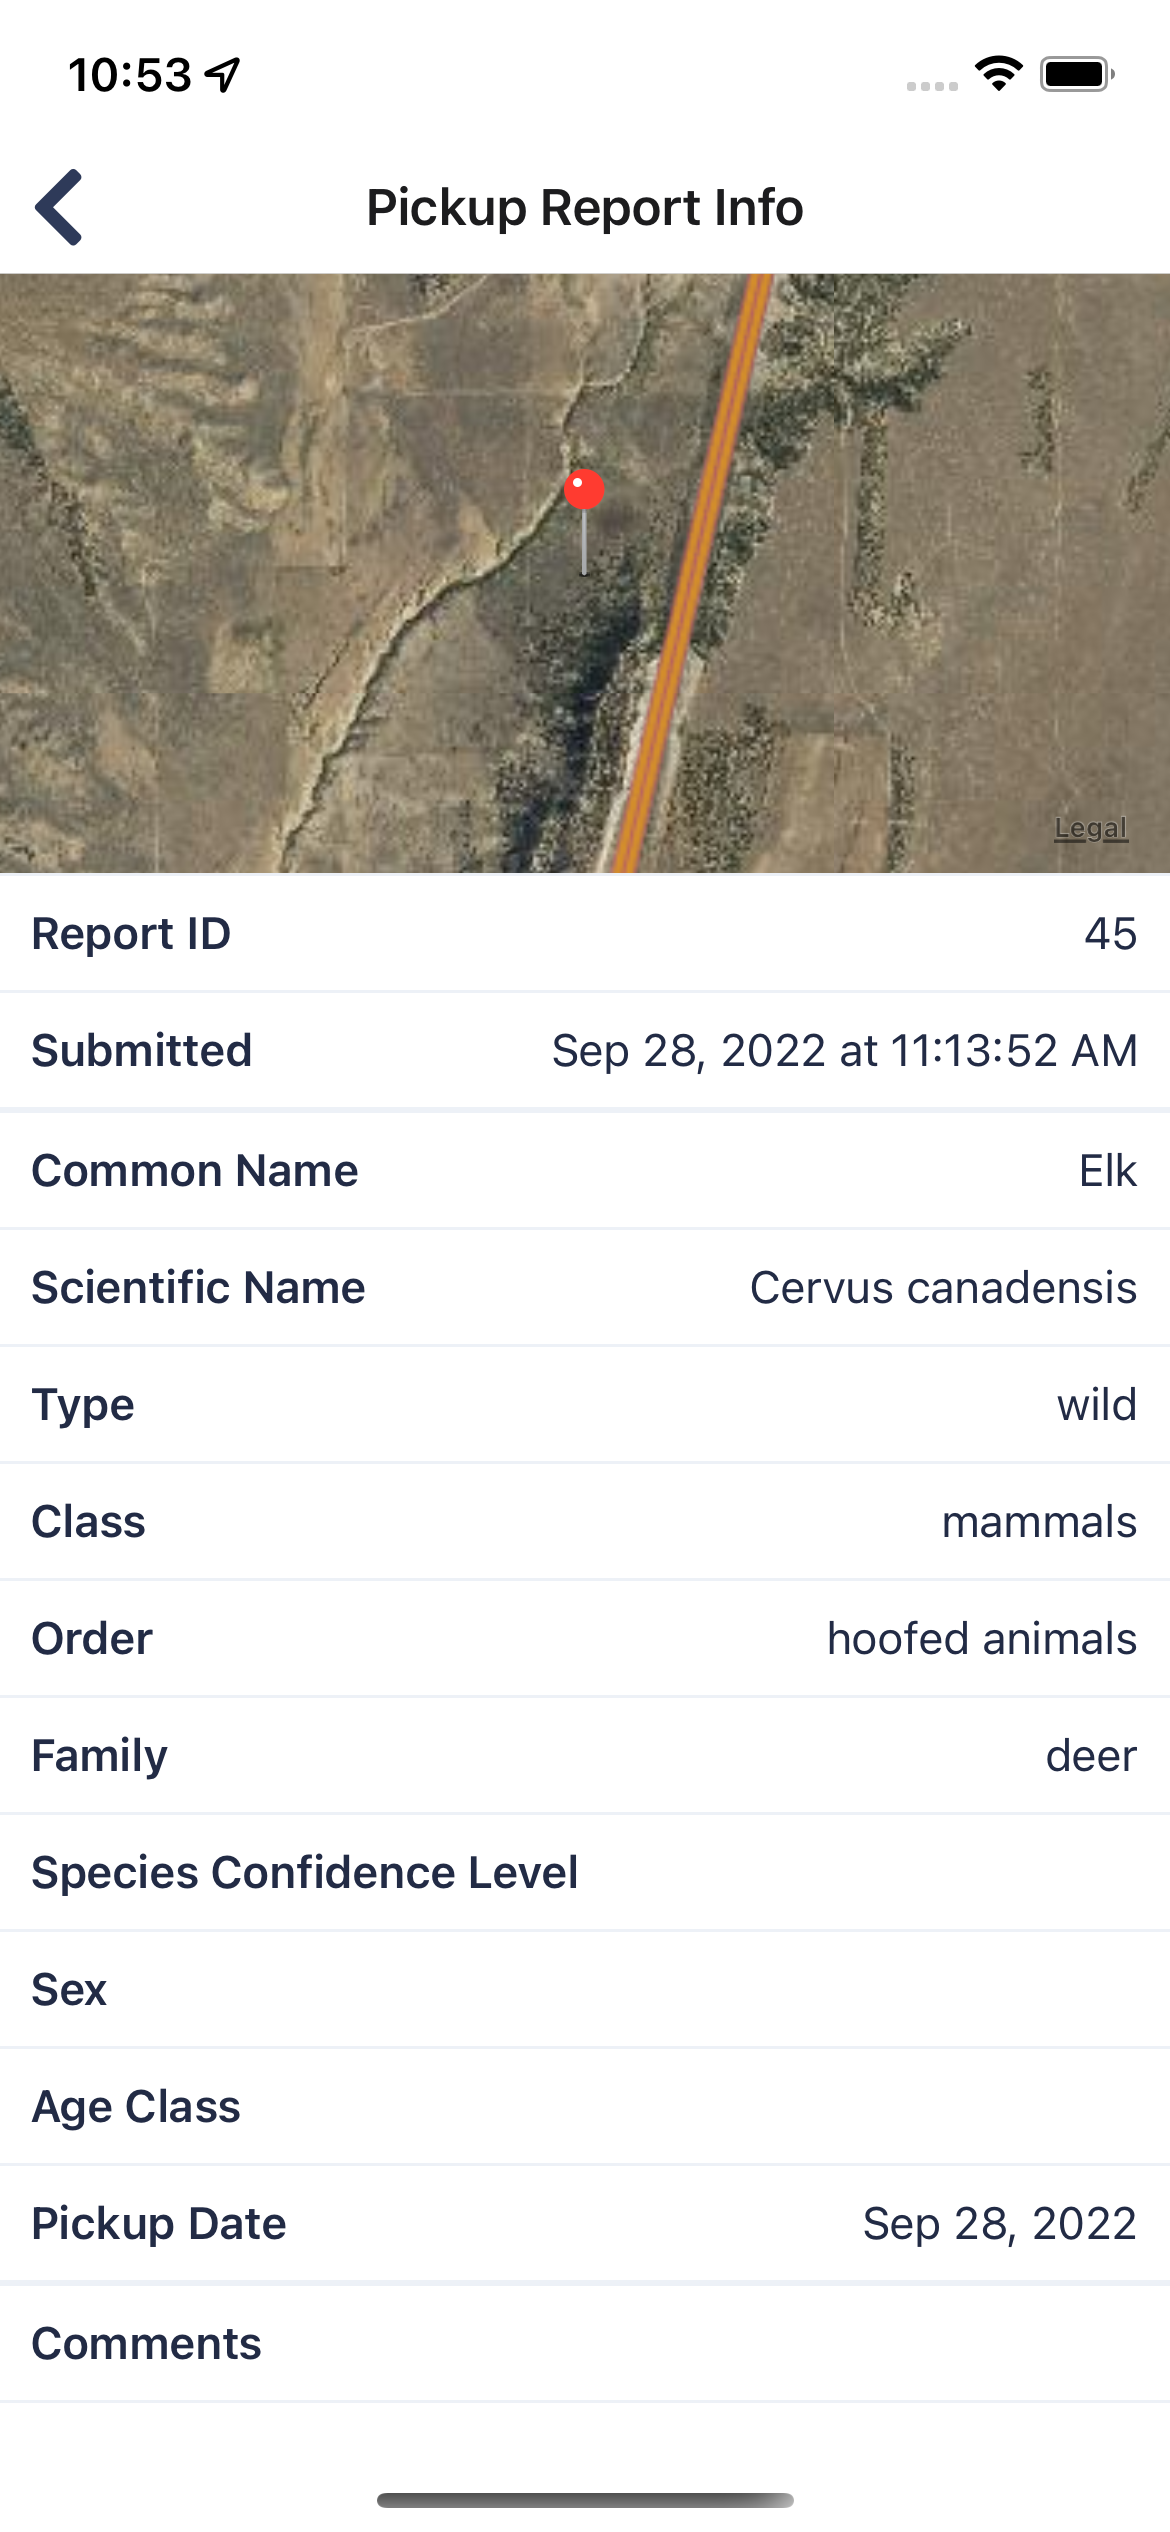 10:53
Pickup Report Info
Legal
Report ID 45
Submitted Sep 28, 2022 at 11:13:52 AM
Common Name Elk
Scientific Name Cervus canadensis
Type wild
Class mammals
Order hoofed animals
Family deer
Species Confidence Level
Sex
Age Class
Pickup Date Sep 28, 2022
Comments